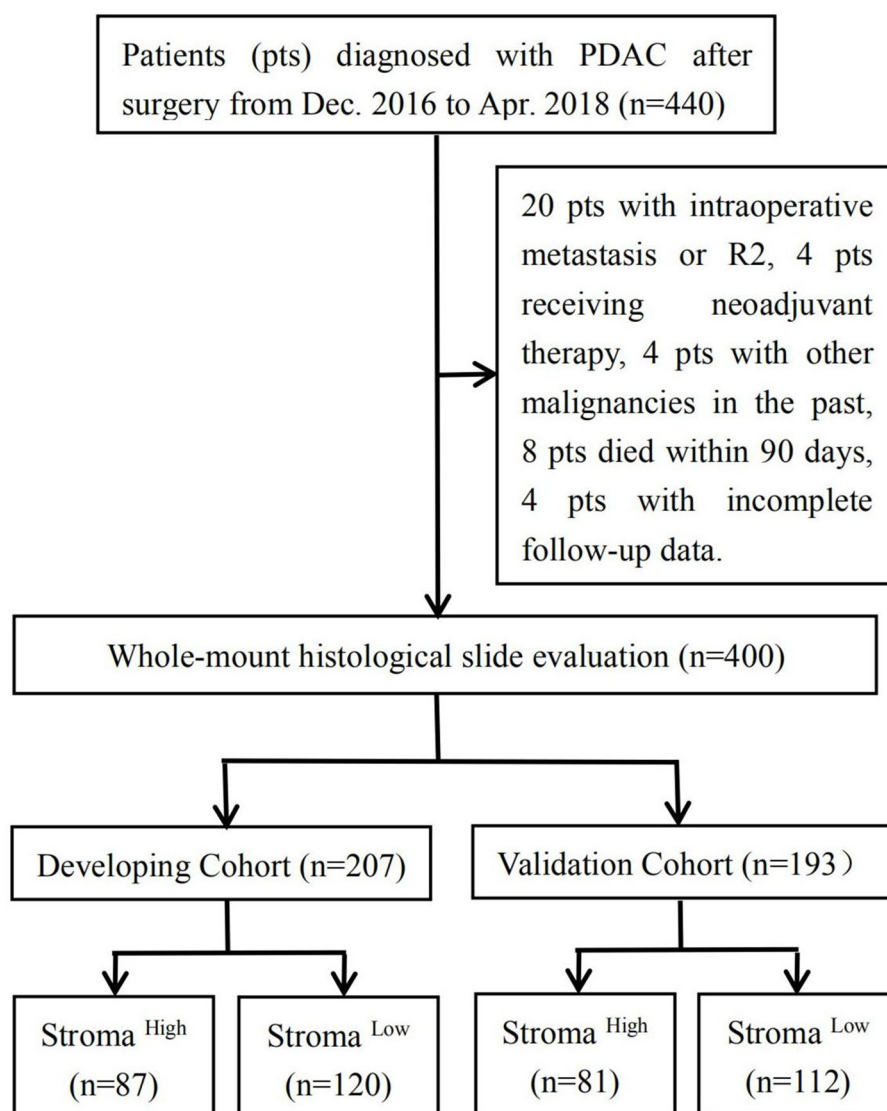 Patients (pts) diagnosed with PDAC after
surgery from Dec. 2016 to Apr. 2018 (n=440)
20 pts with intraoperative
metastasis or R2, 4 pts
receiving neoadjuvant
therapy, 4 pts with other
malignancies in the past,
8 pts died within 90 days,
4 pts with incomplete
follow-up data.
Whole-mount histological slide evaluation (n=400)
Developing Cohort (n=207)
Validation Cohort (n=193）
Stroma High
(n=87)
Stroma Low
(n=120)
Stroma High
(n=81)
Stroma Low
(n=112)